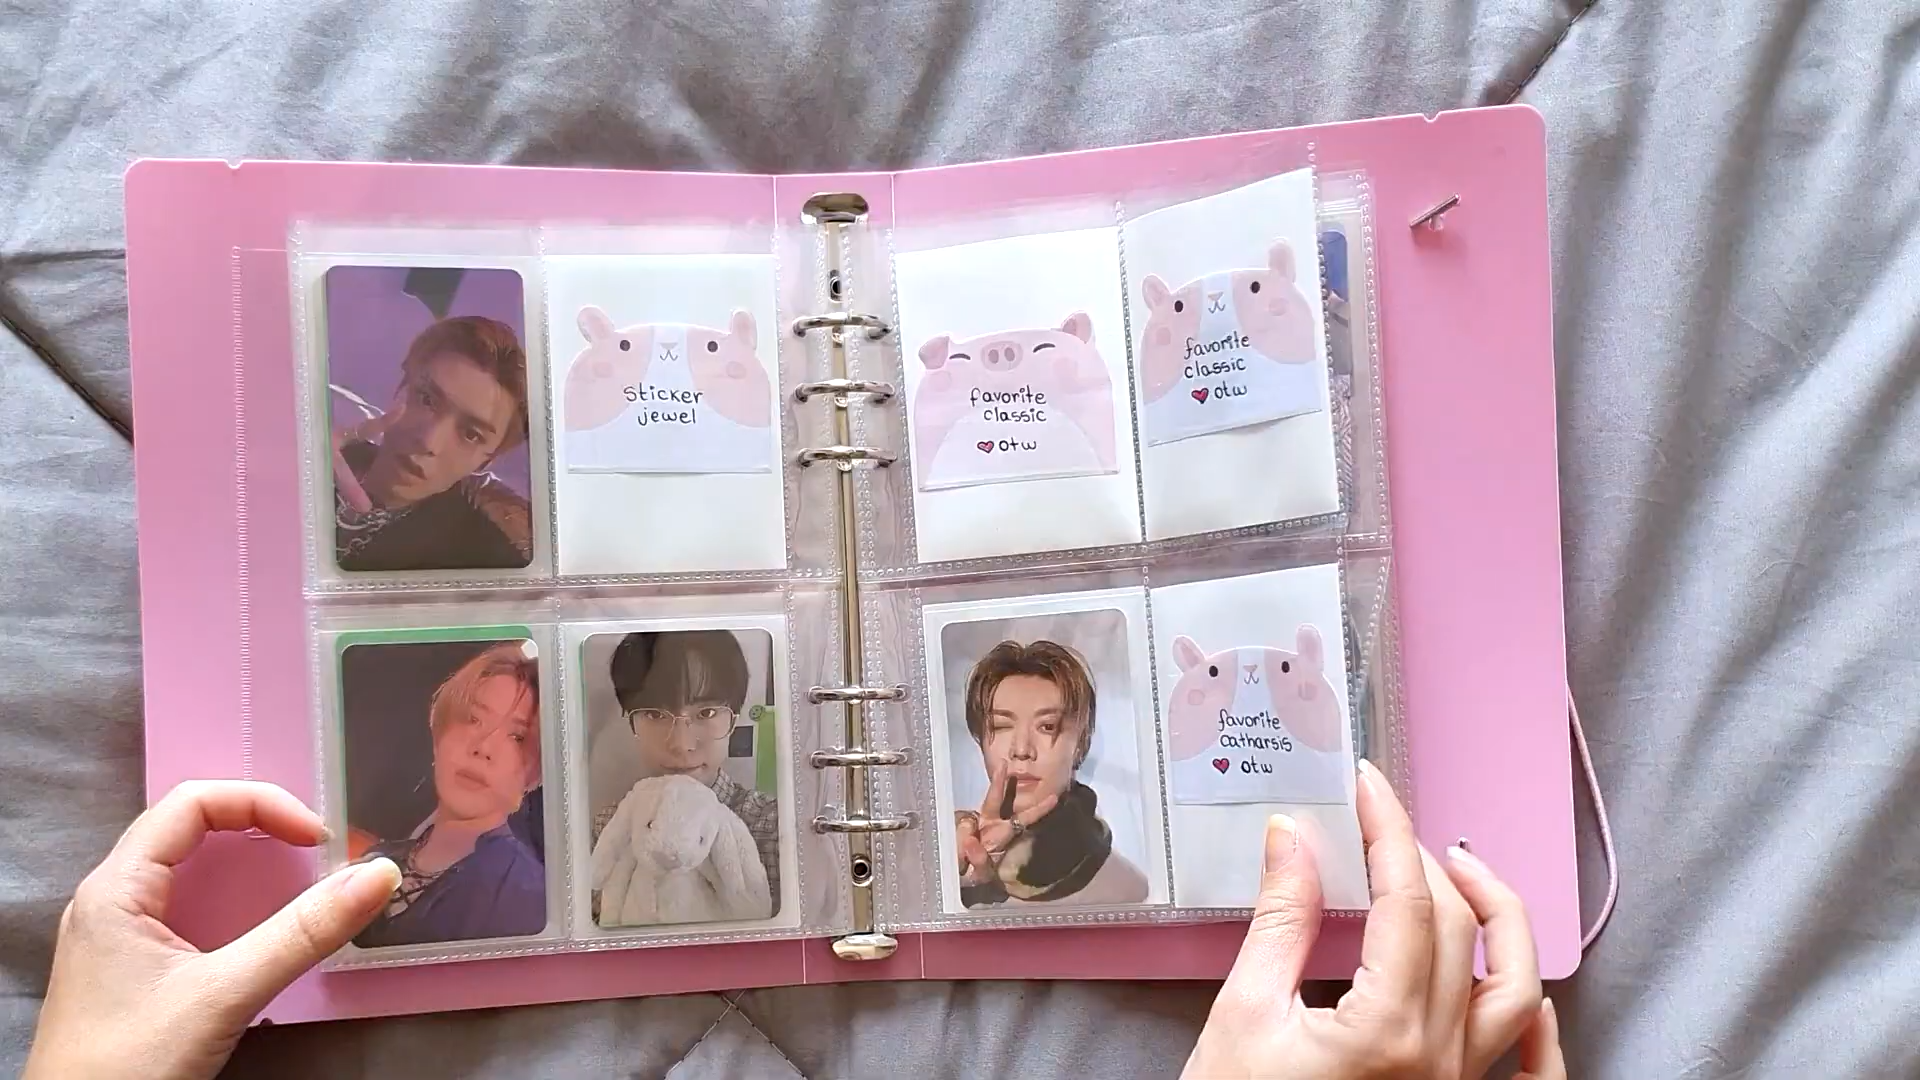 sticker
jewel
favorite
classic
❤ otw
favorite
classic
❤ otw
favorite
catharsis
❤ otw